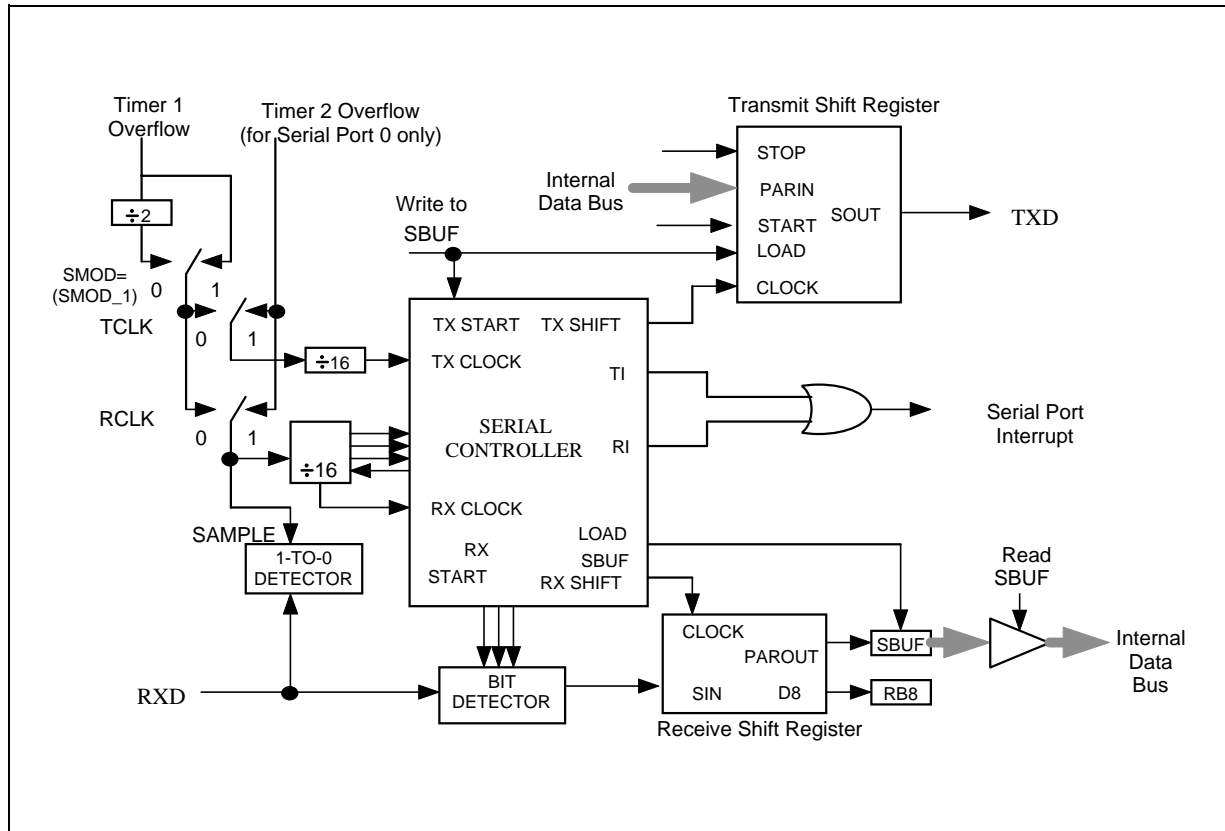 Timer 1
Overflow
Timer 2 Overflow
(for Serial Port 0 only)
÷2
SMOD=
(SMOD_1)
0
1
TCLK
0
1
÷16
RCLK
0
1
÷16
SAMPLE
1-TO-0
DETECTOR
RXD
Write to
SBUF
TX START
TX SHIFT
TX CLOCK
TI
SERIAL
CONTROLLER
RI
RX CLOCK
LOAD
SBUF
RX
START
RX SHIFT
BIT
DETECTOR
Transmit Shift Register
Internal
Data Bus
STOP
PARIN
SOUT
START
LOAD
CLOCK
TXD
Serial Port
Interrupt
CLOCK
PAROUT
SIN
D8
Receive Shift Register
SBUF
RB8
Read
SBUF
Internal
Data
Bus